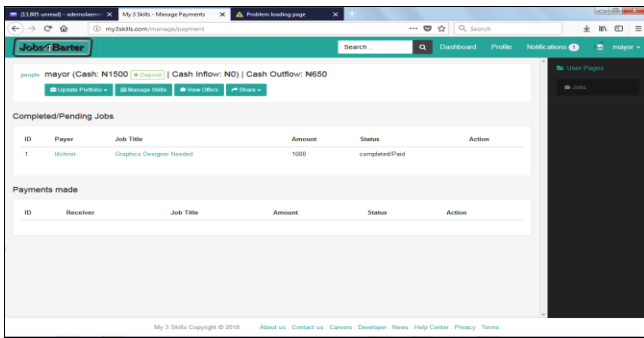 (13,805 unread) - ademolaemi
My 3 Skills - Manage Payments
Problem loading page
my3skills.com/manage/payment
Search
Jobs4Barter
Search ..
Dashboard Profile Notifications 1 mayor
people mayor (Cash: N1500 + Deposit | Cash Inflow: N0) | Cash Outflow: N650
Update Portfolio Manage Skills View Offers Share
User Pages
Jobs
Completed/Pending Jobs
ID Payer Job Title Amount Status Action
1 Graphics Designer Needed 1000 completed/Paid
Payments made
ID Receiver Job Title Amount Status Action
My 3 Skills Copyright © 2018 About us . Contact us . Careers . Developer . News . Help Center . Privacy . Terms